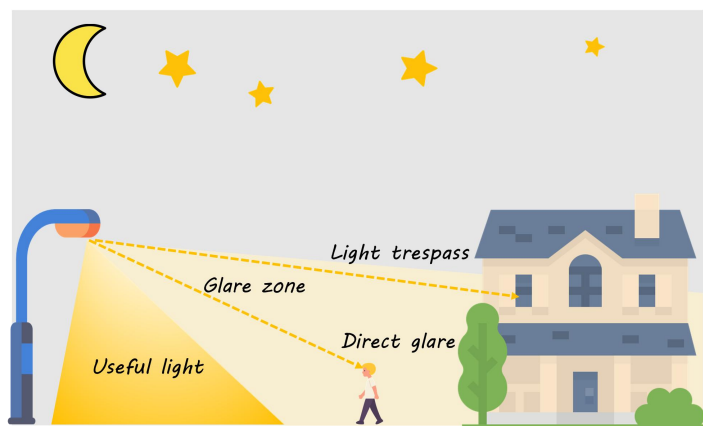 Light trespass
Glare zone
Direct glare
Useful light